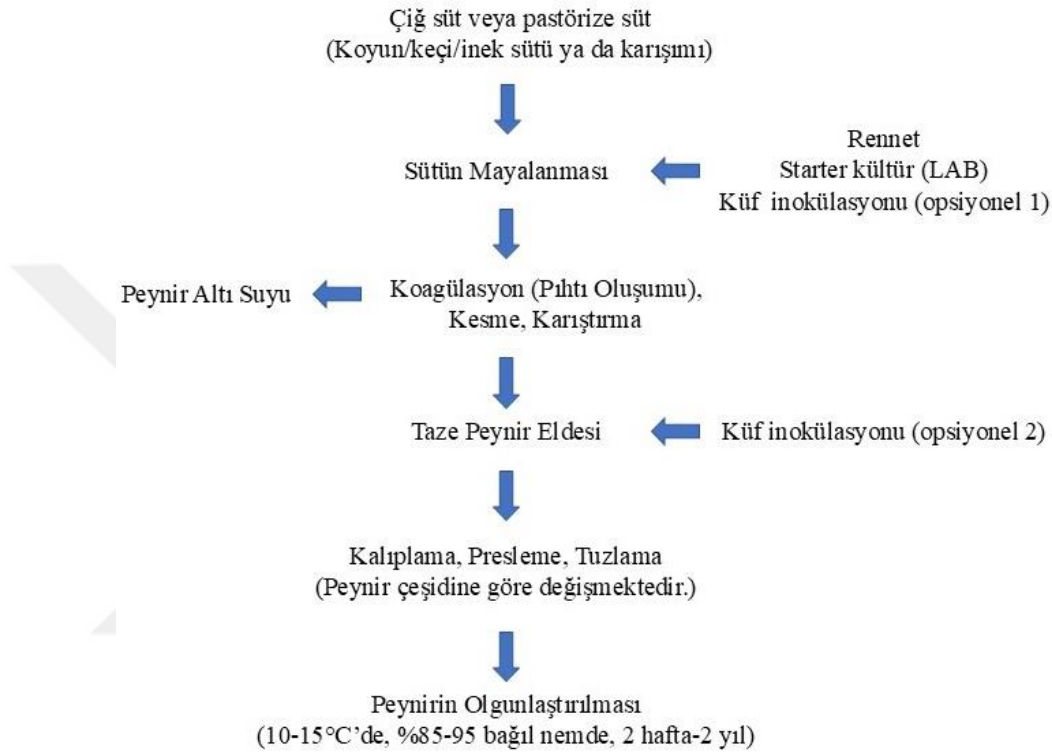 Çiğ süt veya pastörize süt
(Koyun/keçi/inek sütü ya da karışımı)
Sütün Mayalanması
Rennet
Starter kültür (LAB)
Küf inokülasyonu (opsiyonel 1)
Peynir Altı Suyu
Koagülasyon (Pıhtı Oluşumu),
Kesme, Karıştırma
Taze Peynir Eldesi
Küf inokülasyonu (opsiyonel 2)
Kalıplama, Presleme, Tuzlama
(Peynir çeşidine göre değişmektedir.)
Peynirin Olgunlaştırılması
(10-15°C’de, %85-95 bağıl nemde, 2 hafta-2 yıl)